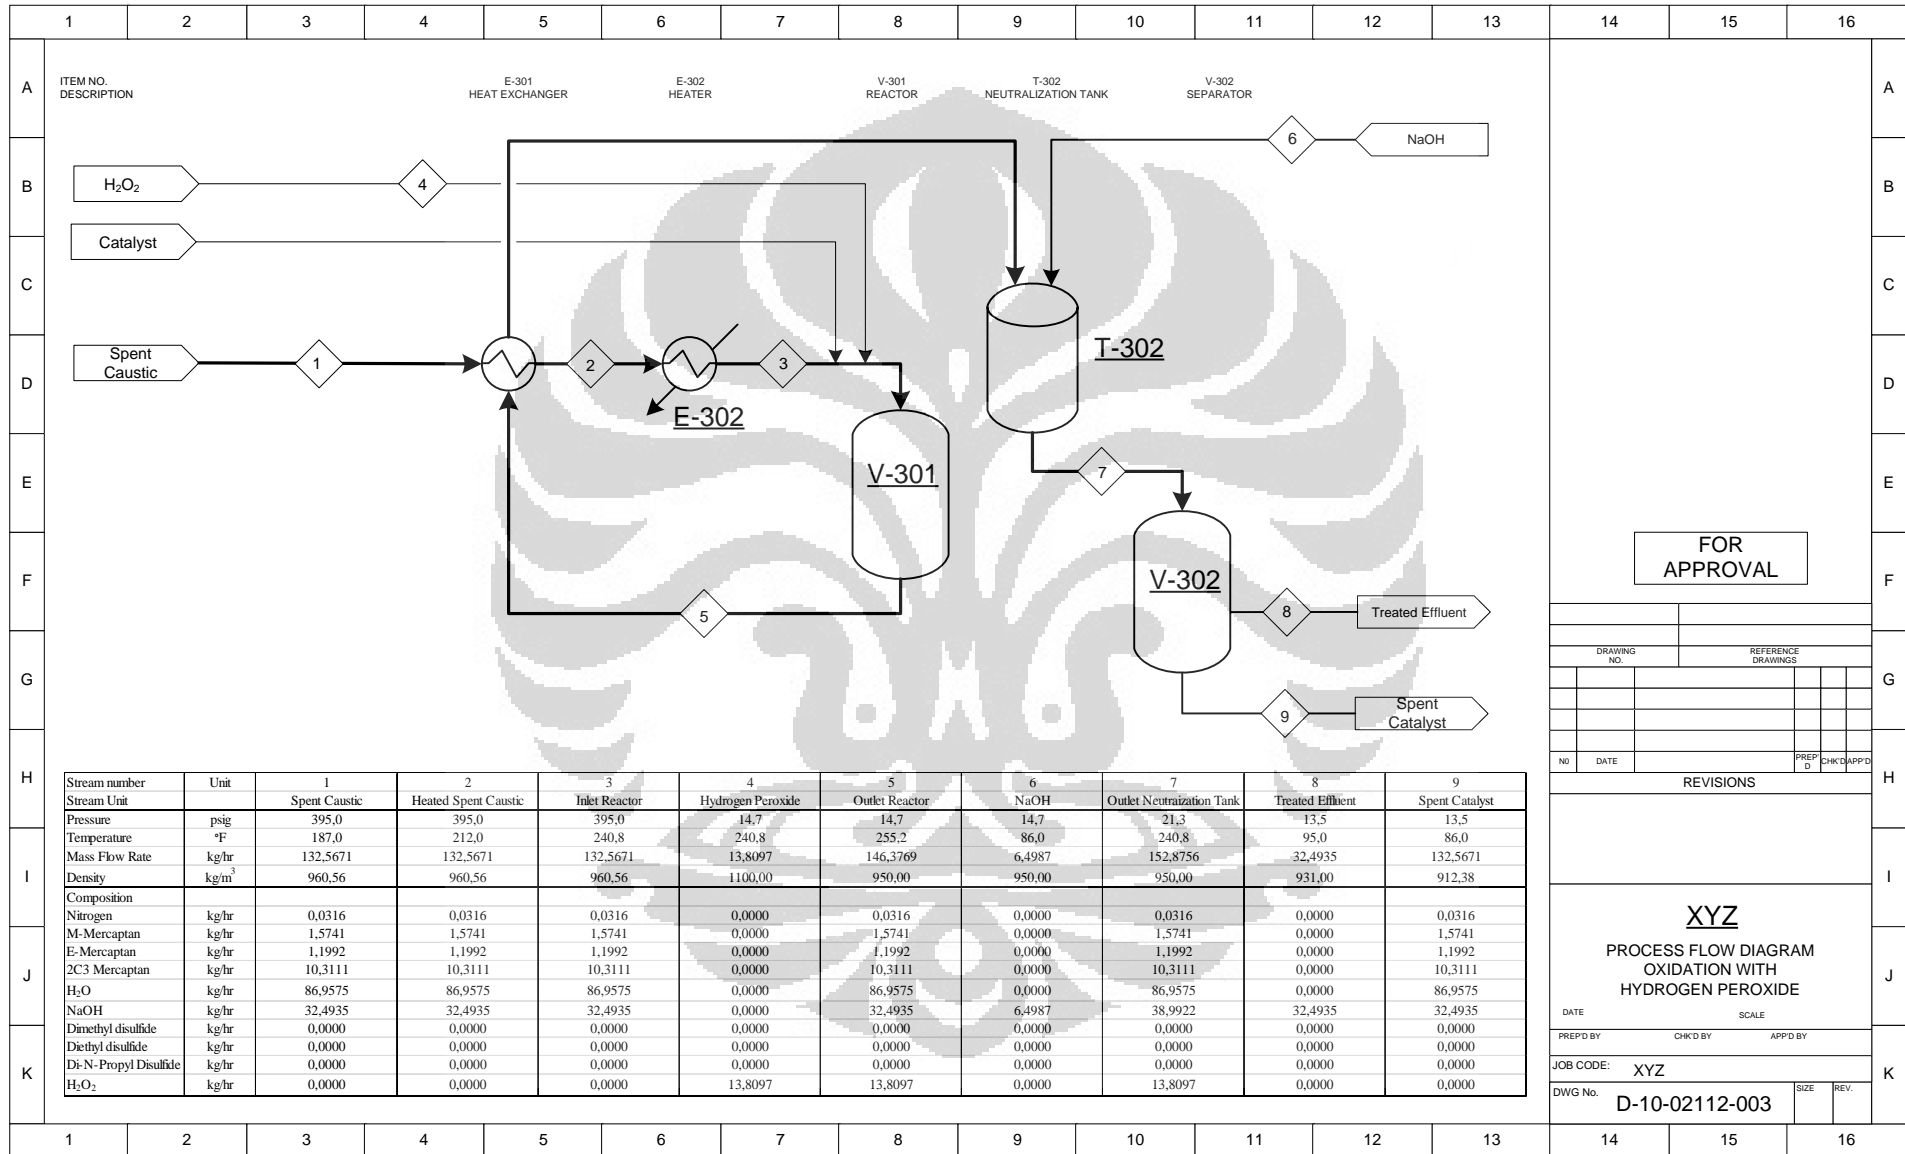 1 2 3 4 5 6 7 8 9 10 11 12 13 14 15 16
A A
B B
C C
D D
E E
F F
G G
H H
I I
J J
K K
ITEM NO.
DESCRIPTION
E-301
HEAT EXCHANGER
E-302
HEATER
V-301
REACTOR
T-302
NEUTRALIZATION TANK
V-302
SEPARATOR
6
NaOH
H₂O₂
4
Catalyst
Spent
Caustic
1
2
3
E-302
T-302
V-301
7
V-302
5
8
Treated Effluent
9
Spent
Catalyst
Stream number Unit 1 2 3 4 5 6 7 8 9
Stream Unit Spent Caustic Heated Spent Caustic Inlet Reactor Hydrogen Peroxide Outlet Reactor NaOH Outlet Neutraization Tank Treated Effluent Spent Catalyst
Pressure psig 395,0 395,0 395,0 14,7 14,7 14,7 21,3 13,5 13,5
Temperature °F 187,0 212,0 240,8 240,8 255,2 86,0 240,8 95,0 86,0
Mass Flow Rate kg/hr 132,5671 132,5671 132,5671 13,8097 146,3769 6,4987 152,8756 32,4935 132,5671
Density kg/m³ 960,56 960,56 960,56 1100,00 950,00 950,00 950,00 931,00 912,38
Composition
Nitrogen kg/hr 0,0316 0,0316 0,0316 0,0000 0,0316 0,0000 0,0316 0,0000 0,0316
M-Mercaptan kg/hr 1,5741 1,5741 1,5741 0,0000 1,5741 0,0000 1,5741 0,0000 1,5741
E-Mercaptan kg/hr 1,1992 1,1992 1,1992 0,0000 1,1992 0,0000 1,1992 0,0000 1,1992
2C3 Mercaptan kg/hr 10,3111 10,3111 10,3111 0,0000 10,3111 0,0000 10,3111 0,0000 10,3111
H₂O kg/hr 86,9575 86,9575 86,9575 0,0000 86,9575 0,0000 86,9575 0,0000 86,9575
NaOH kg/hr 32,4935 32,4935 32,4935 0,0000 32,4935 6,4987 38,9922 32,4935 32,4935
Dimethyl disulfide kg/hr 0,0000 0,0000 0,0000 0,0000 0,0000 0,0000 0,0000 0,0000 0,0000
Diethyl disulfide kg/hr 0,0000 0,0000 0,0000 0,0000 0,0000 0,0000 0,0000 0,0000 0,0000
Di-N-Propyl Disulfide kg/hr 0,0000 0,0000 0,0000 0,0000 0,0000 0,0000 0,0000 0,0000 0,0000
H₂O₂ kg/hr 0,0000 0,0000 0,0000 13,8097 13,8097 0,0000 13,8097 0,0000 0,0000
FOR
APPROVAL
DRAWING
NO.
REFERENCE
DRAWINGS
N0 DATE PREP'D CHK'D APP'D
REVISIONS
XYZ
PROCESS FLOW DIAGRAM
OXIDATION WITH
HYDROGEN PEROXIDE
DATE SCALE
PREP'D BY CHK'D BY APP'D BY
JOB CODE: XYZ
DWG No. D-10-02112-003 SIZE REV.
1 2 3 4 5 6 7 8 9 10 11 12 13 14 15 16